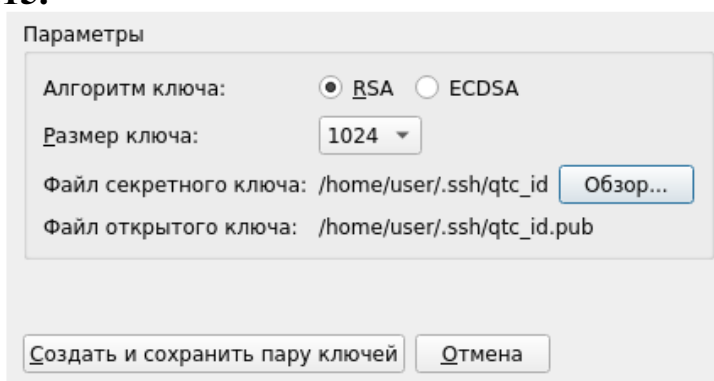 Параметры
Алгоритм ключа: RSA ECDSA
Размер ключа: 1024
Файл секретного ключа: /home/user/.ssh/qtc_id Обзор...
Файл открытого ключа: /home/user/.ssh/qtc_id.pub
Создать и сохранить пару ключей Отмена